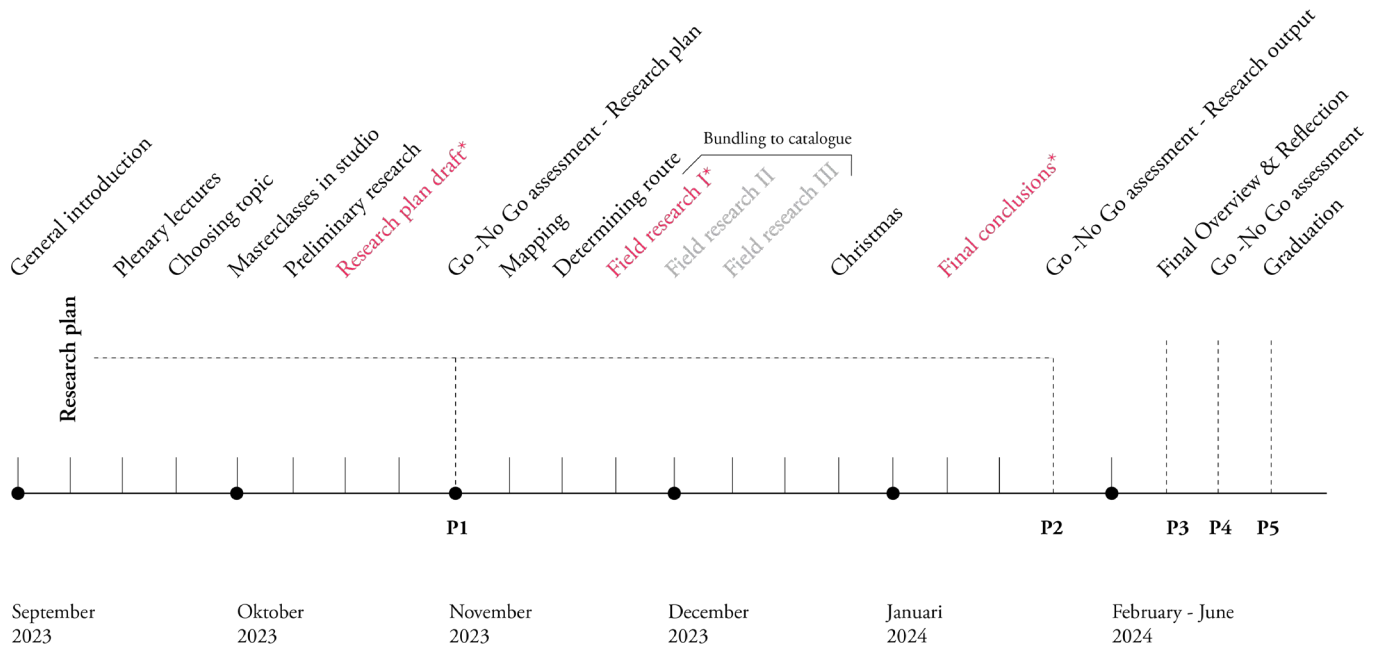 General introduction
Plenary lectures
Choosing topic
Masterclasses in studio
Preliminary research
Research plan draft*
Go -No Go assessment - Research plan
Mapping
Determining route
Bundling to catalogue
Field research I*
Field research II
Field research III
Christmas
Final conclusions*
Go -No Go assessment - Research output
Final Overview & Reflection
Go -No Go assessment
Graduation
Research plan
P1
P2
P3
P4
P5
September
2023
Oktober
2023
November
2023
December
2023
Januari
2024
February - June
2024